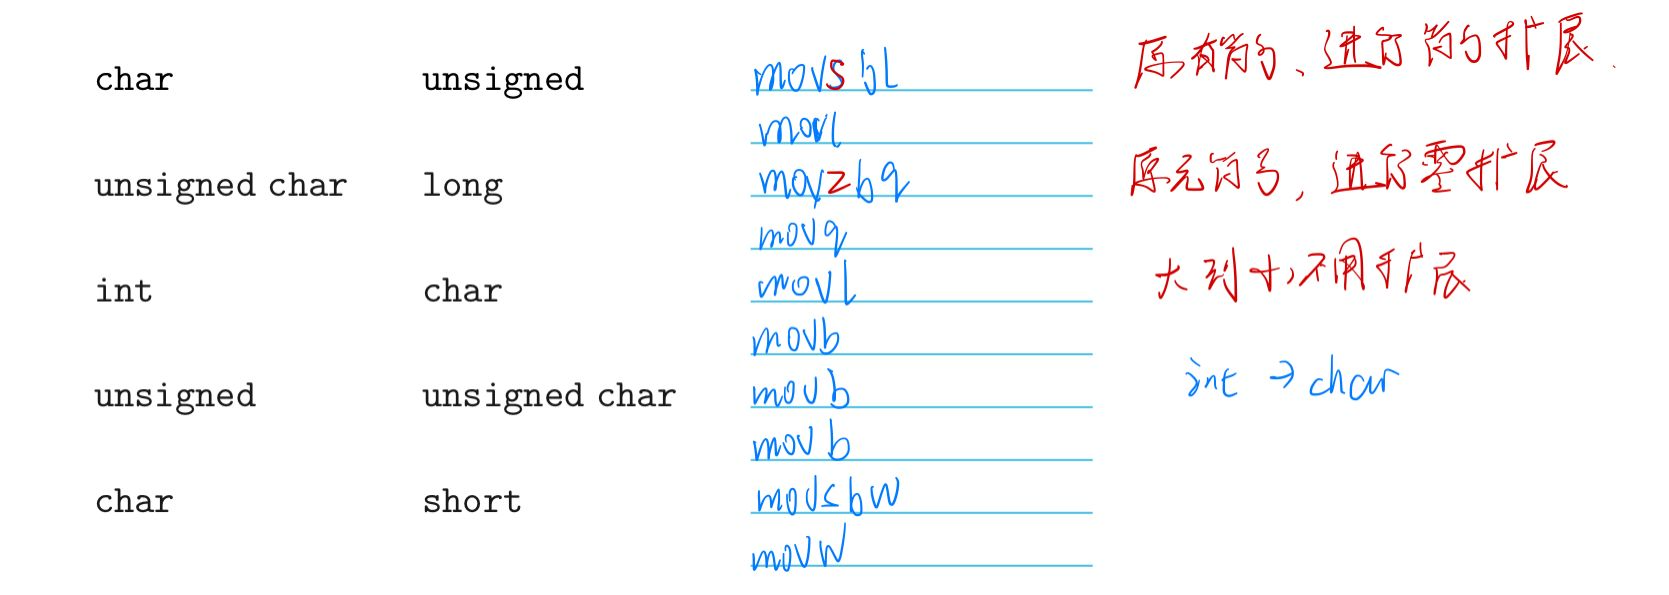 char unsigned movsbl 原有符号、进行符号扩展.
movl
unsigned char long movzbq 原无符号, 进行零扩展
movq
int char movl 大到小,不用扩展
movb
unsigned unsigned char movb int → char
movb
char short movsbw
movw